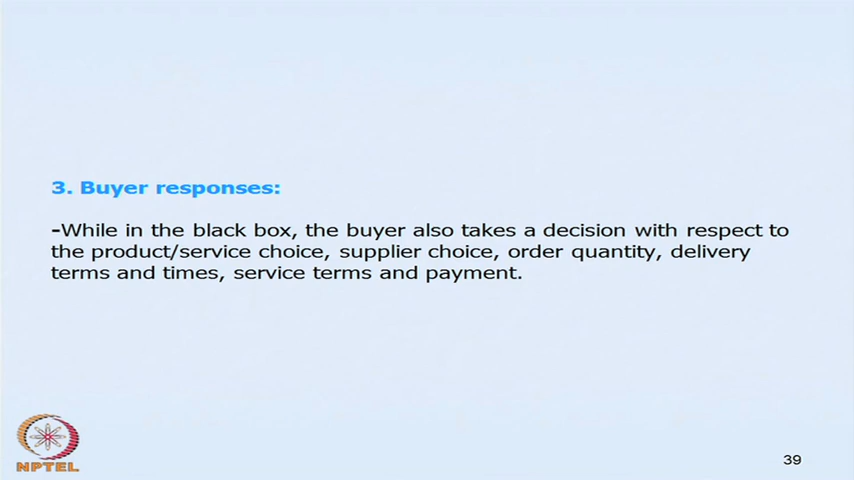 3. Buyer responses:
-While in the black box, the buyer also takes a decision with respect to
the product/service choice, supplier choice, order quantity, delivery
terms and times, service terms and payment.
NPTEL
39